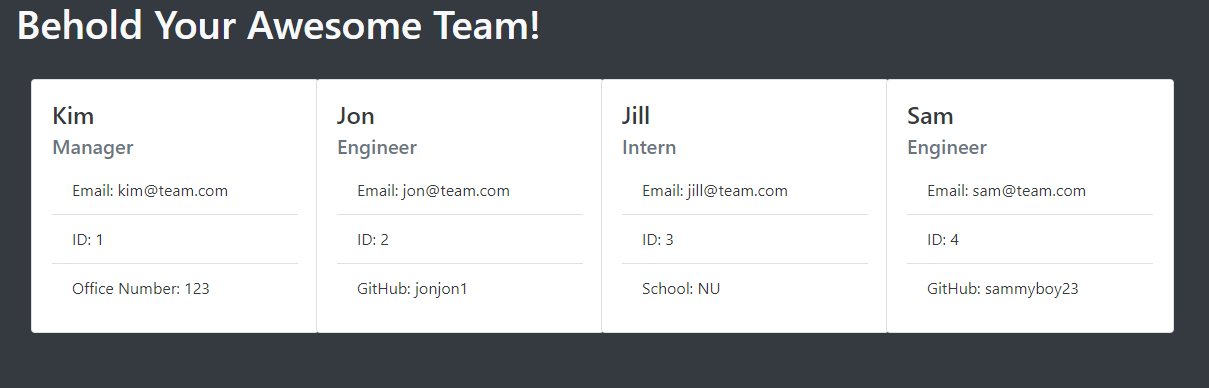 Behold Your Awesome Team!
Kim
Manager
Email: kim@team.com
ID: 1
Office Number: 123
Jon
Engineer
Email: jon@team.com
ID: 2
GitHub: jonjon1
Jill
Intern
Email: jill@team.com
ID: 3
School: NU
Sam
Engineer
Email: sam@team.com
ID: 4
GitHub: sammyboy23